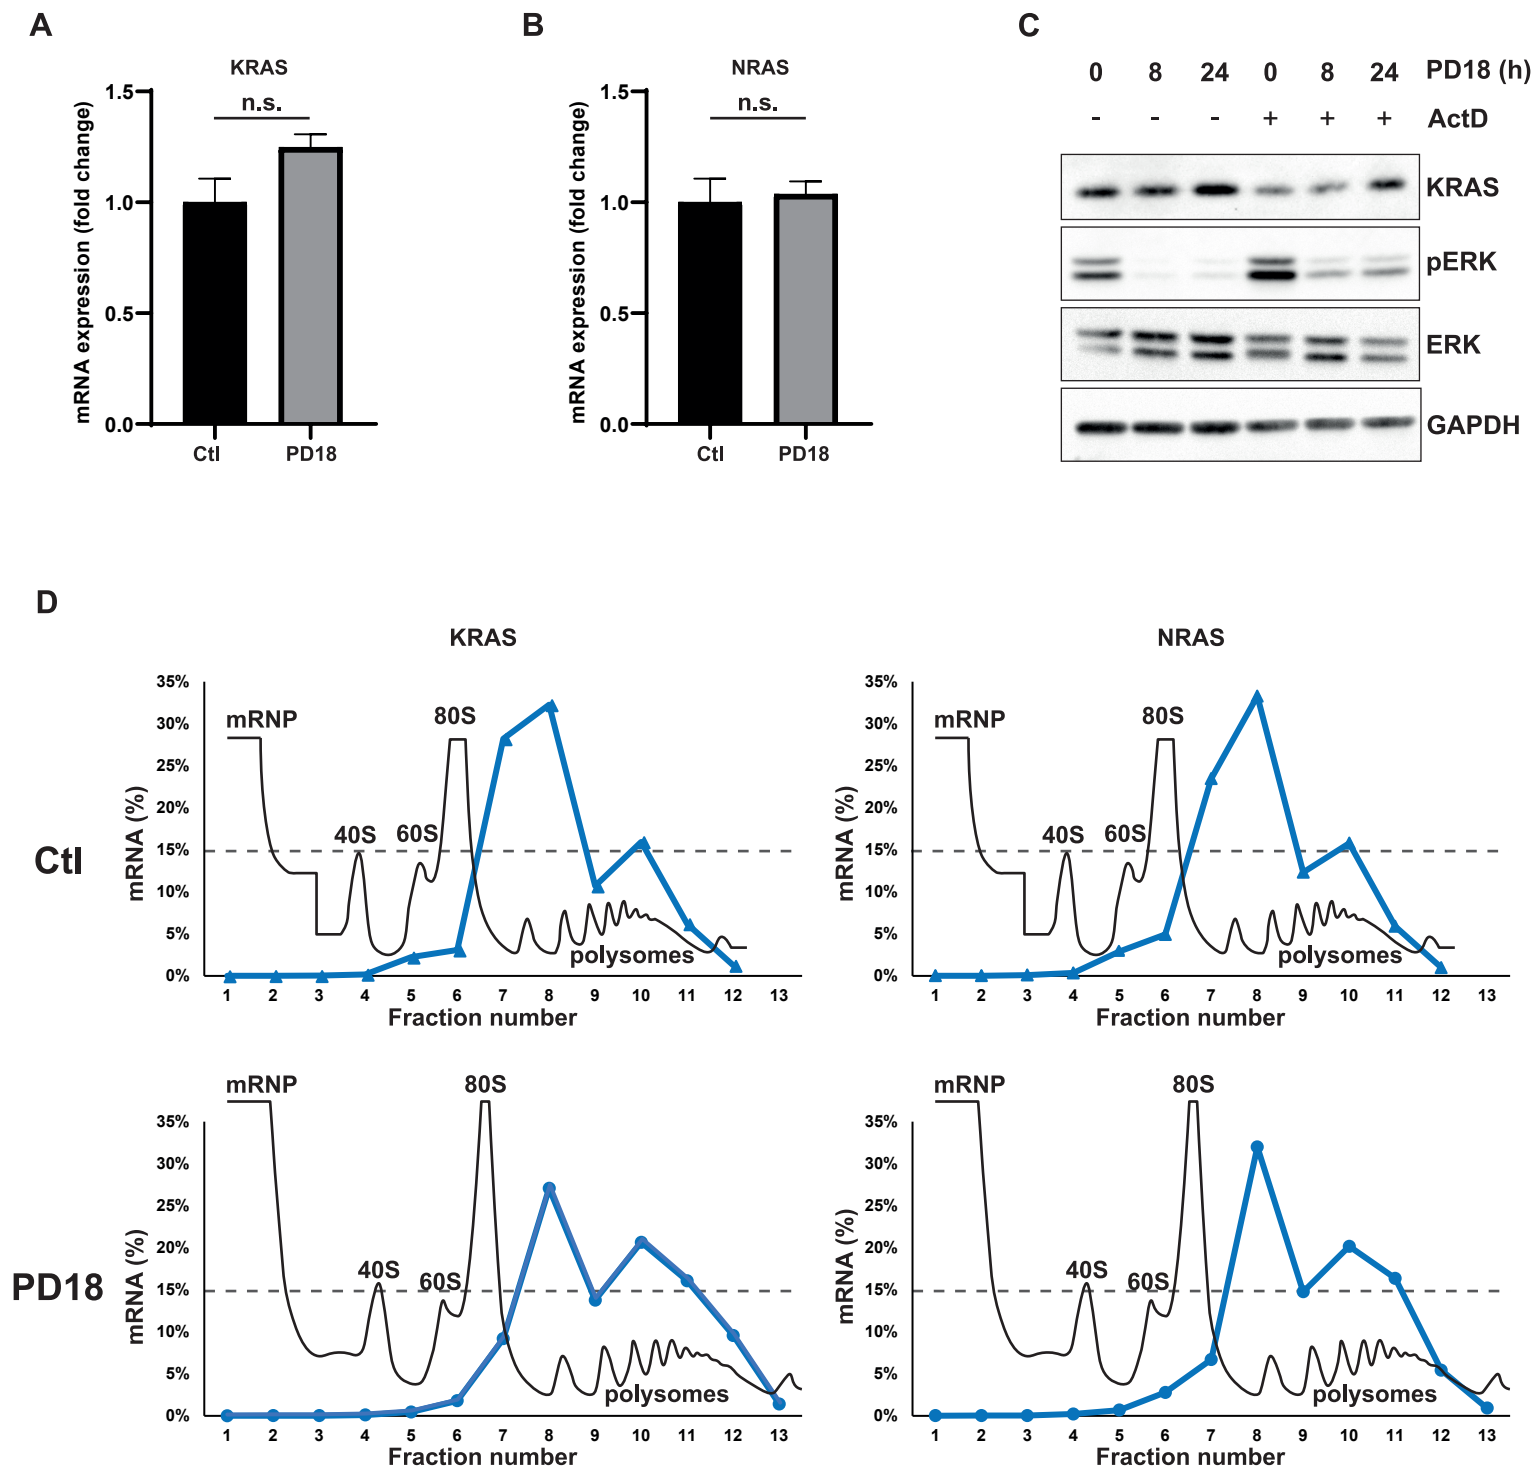 A
B
C
KRAS
mRNA expression (fold change)
1.5
1.0
0.5
0.0
n.s.
Ctl
PD18
NRAS
mRNA expression (fold change)
1.5
1.0
0.5
0.0
n.s.
Ctl
PD18
0 8 24 0 8 24 PD18 (h)
- - - + + + ActD
KRAS
pERK
ERK
GAPDH
D
KRAS
Ctl
mRNA (%)
35%
30%
25%
20%
15%
10%
5%
0%
mRNP
40S
60S
80S
polysomes
1 2 3 4 5 6 7 8 9 10 11 12 13
Fraction number
NRAS
mRNA (%)
35%
30%
25%
20%
15%
10%
5%
0%
mRNP
40S
60S
80S
polysomes
1 2 3 4 5 6 7 8 9 10 11 12 13
Fraction number
PD18
mRNA (%)
35%
30%
25%
20%
15%
10%
5%
0%
mRNP
40S
60S
80S
polysomes
1 2 3 4 5 6 7 8 9 10 11 12 13
Fraction number
mRNA (%)
35%
30%
25%
20%
15%
10%
5%
0%
mRNP
40S
60S
80S
polysomes
1 2 3 4 5 6 7 8 9 10 11 12 13
Fraction number